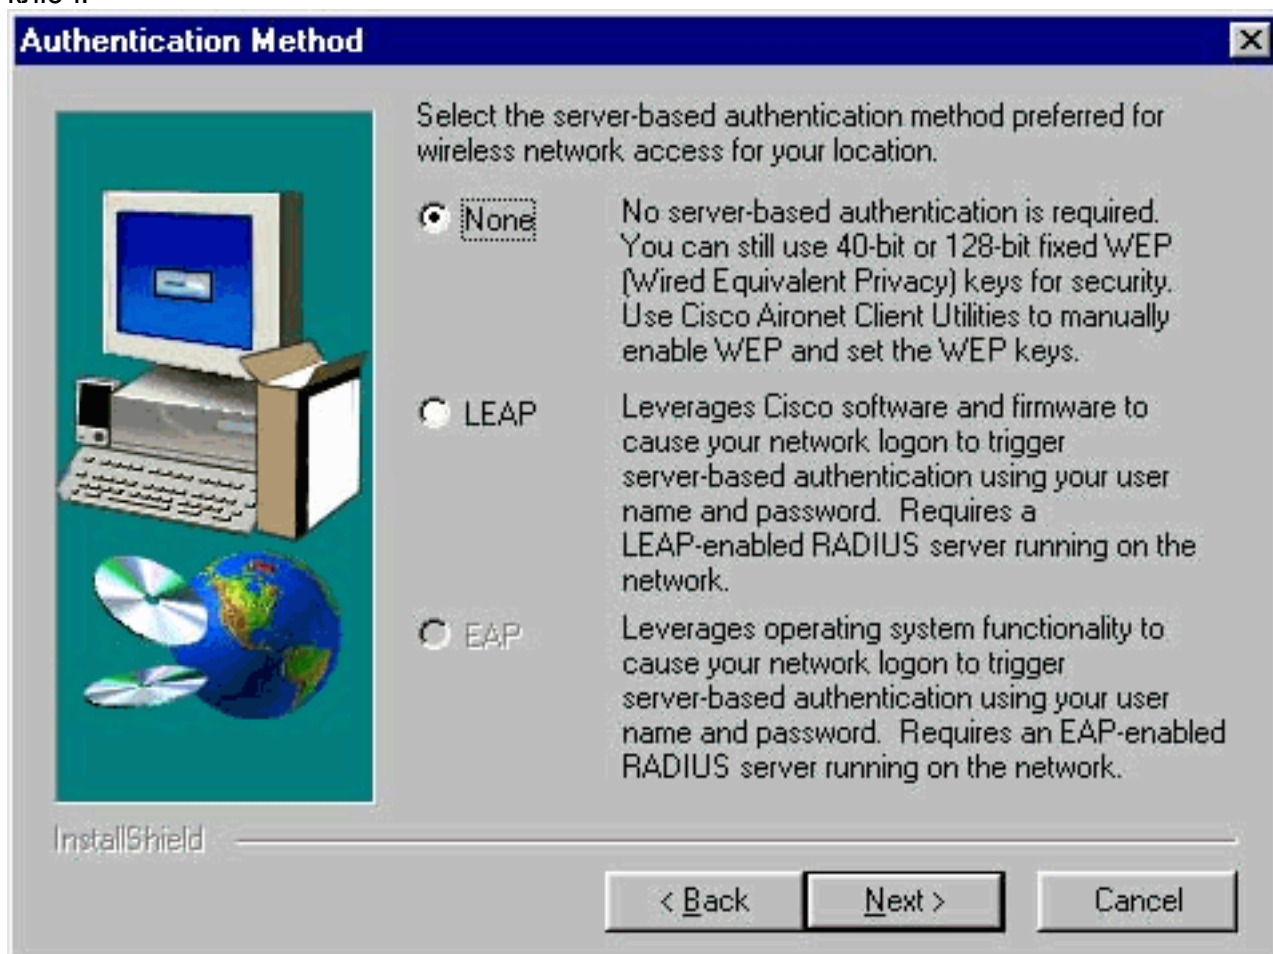 Authentication Method
Select the server-based authentication method preferred for
wireless network access for your location.
None
No server-based authentication is required.
You can still use 40-bit or 128-bit fixed WEP
(Wired Equivalent Privacy) keys for security.
Use Cisco Aironet Client Utilities to manually
enable WEP and set the WEP keys.
LEAP
Leverages Cisco software and firmware to
cause your network logon to trigger
server-based authentication using your user
name and password. Requires a
LEAP-enabled RADIUS server running on the
network.
EAP
Leverages operating system functionality to
cause your network logon to trigger
server-based authentication using your user
name and password. Requires an EAP-enabled
RADIUS server running on the network.
InstallShield
< Back
Next >
Cancel